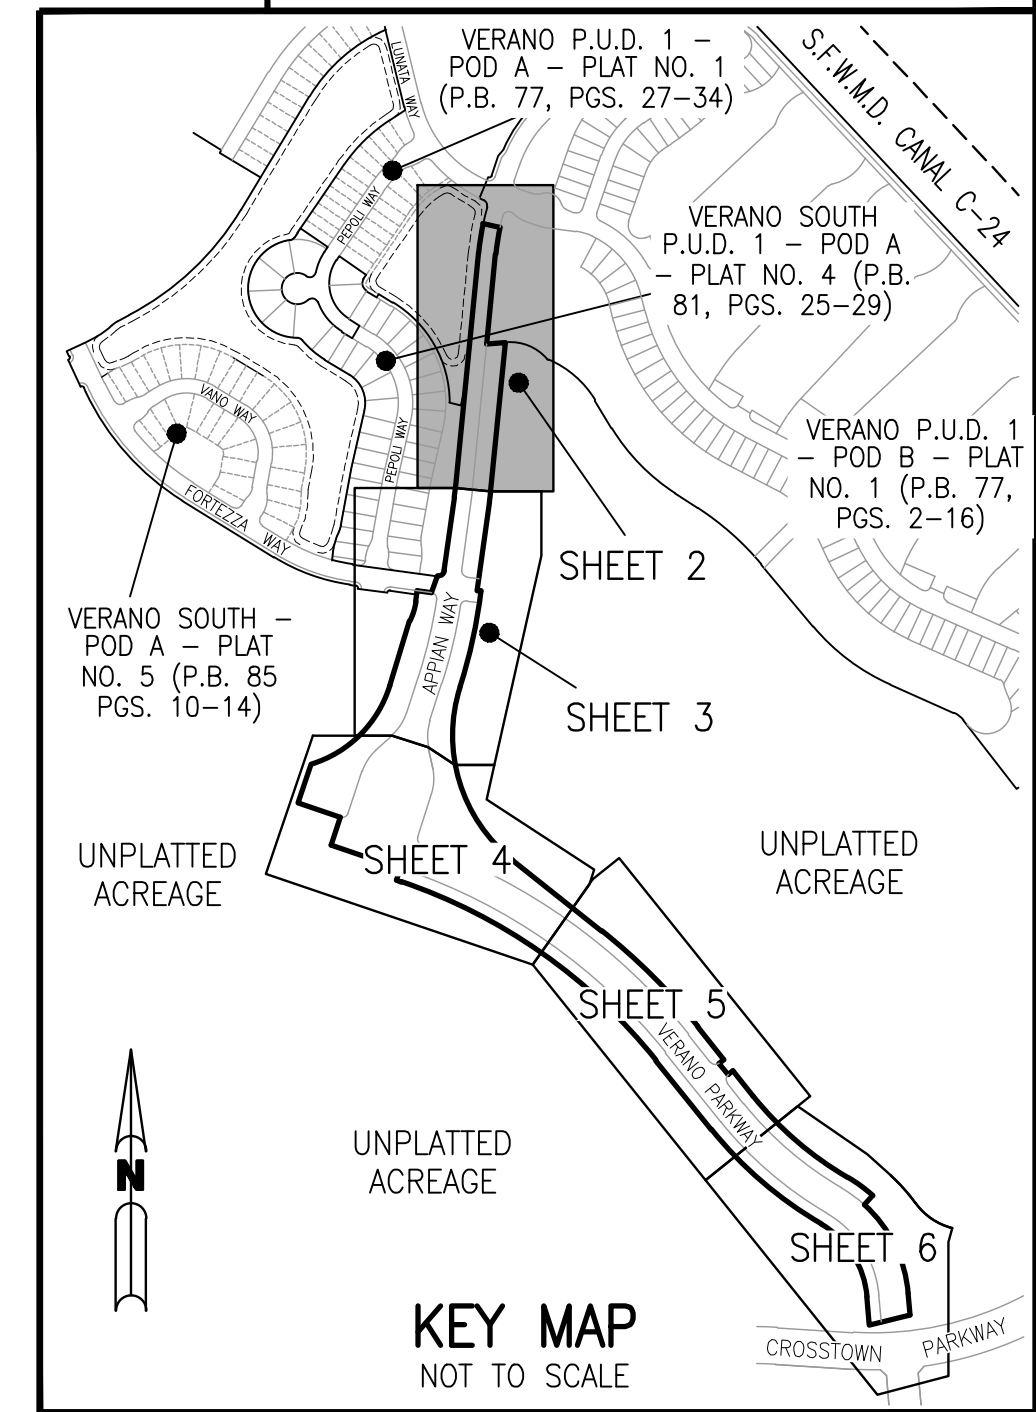 VERANO P.U.D. 1 –
POD A – PLAT NO. 1
(P.B. 77, PGS. 27–34)
LUNATA WAY
S.F.W.M.D. CANAL C–24
PEPOLI WAY
VERANO SOUTH
P.U.D. 1 – POD A
– PLAT NO. 4 (P.B.
81, PGS. 25–29)
VANO WAY
PEPOLI WAY
FORTEZZA WAY
VERANO P.U.D. 1
– POD B – PLAT
NO. 1 (P.B. 77,
PGS. 2–16)
SHEET 2
VERANO SOUTH –
POD A – PLAT
NO. 5 (P.B. 85
PGS. 10–14)
APPIAN WAY
SHEET 3
UNPLATTED
ACREAGE
SHEET 4
UNPLATTED
ACREAGE
SHEET 5
VERANO PARKWAY
UNPLATTED
ACREAGE
N
SHEET 6
KEY MAP
NOT TO SCALE
CROSSTOWN PARKWAY